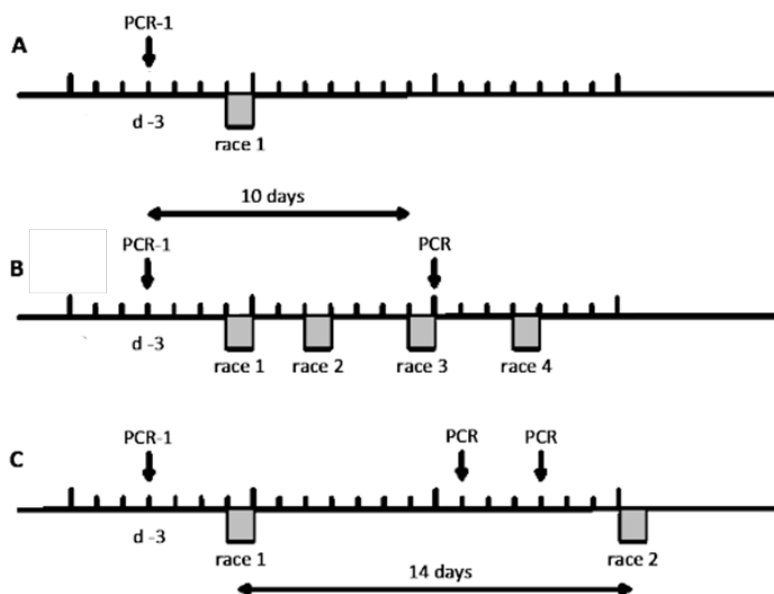 PCR-1
A
d -3
race 1
10 days
PCR-1 PCR
B
d -3
race 1 race 2 race 3 race 4
PCR-1 PCR PCR
C
d -3
race 1 race 2
14 days